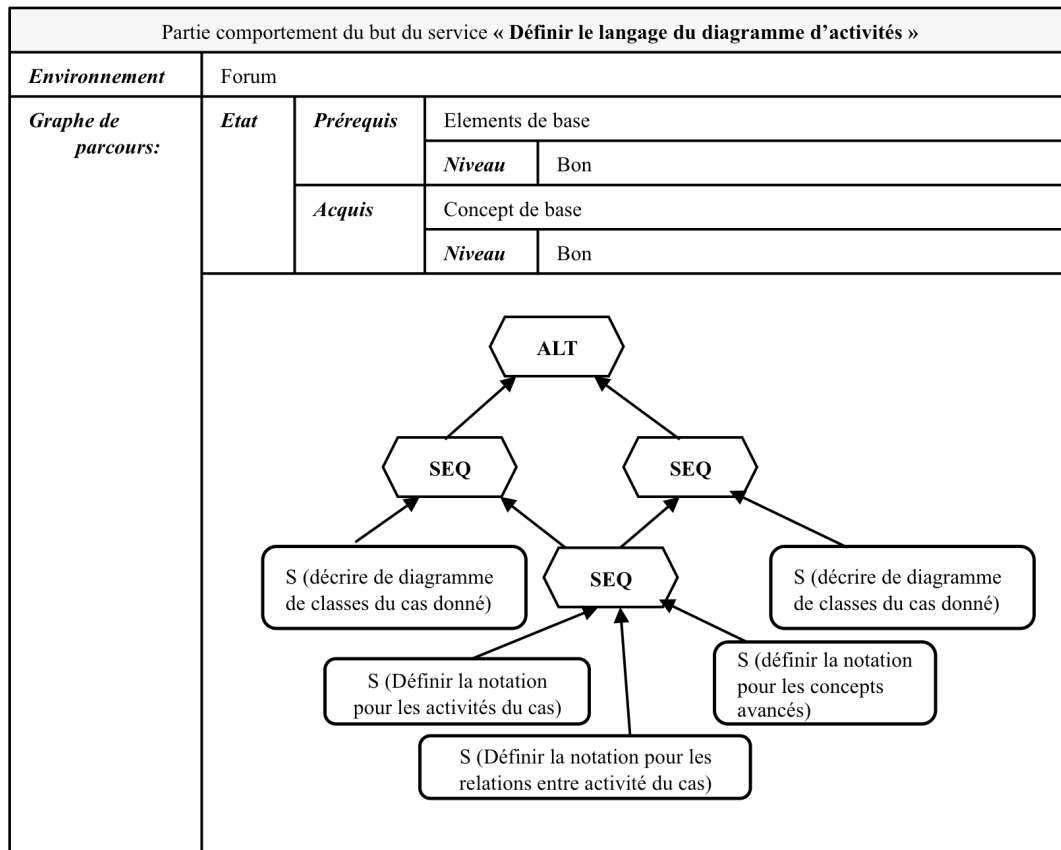 Partie comportement du but du service « Définir le langage du diagramme d’activités »
Environnement
Forum
Graphe de
parcours:
Etat
Prérequis
Elements de base
Niveau
Bon
Acquis
Concept de base
Niveau
Bon
ALT
SEQ
SEQ
S (décrire de diagramme
de classes du cas donné)
SEQ
S (décrire de diagramme
de classes du cas donné)
S (Définir la notation
pour les activités du cas)
S (définir la notation
pour les concepts
avancés)
S (Définir la notation pour les
relations entre activité du cas)